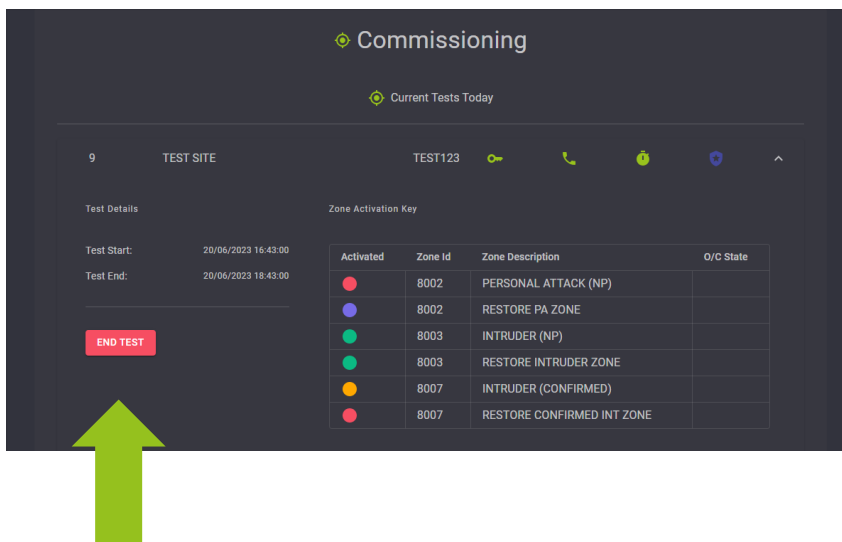 Commissioning
Current Tests Today
9 TEST SITE TEST123
Test Details
Zone Activation Key
Test Start: 20/06/2023 16:43:00
Test End: 20/06/2023 18:43:00
END TEST
Activated Zone Id Zone Description O/C State
8002 PERSONAL ATTACK (NP)
8002 RESTORE PA ZONE
8003 INTRUDER (NP)
8003 RESTORE INTRUDER ZONE
8007 INTRUDER (CONFIRMED)
8007 RESTORE CONFIRMED INT ZONE